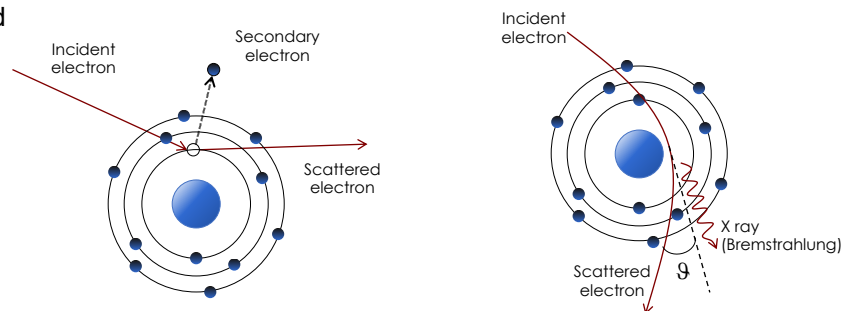 d
Incident
electron
Secondary
electron
Scattered
electron
Incident
electron
X ray
(Bremstrahlung)
Scattered
electron
ϑ